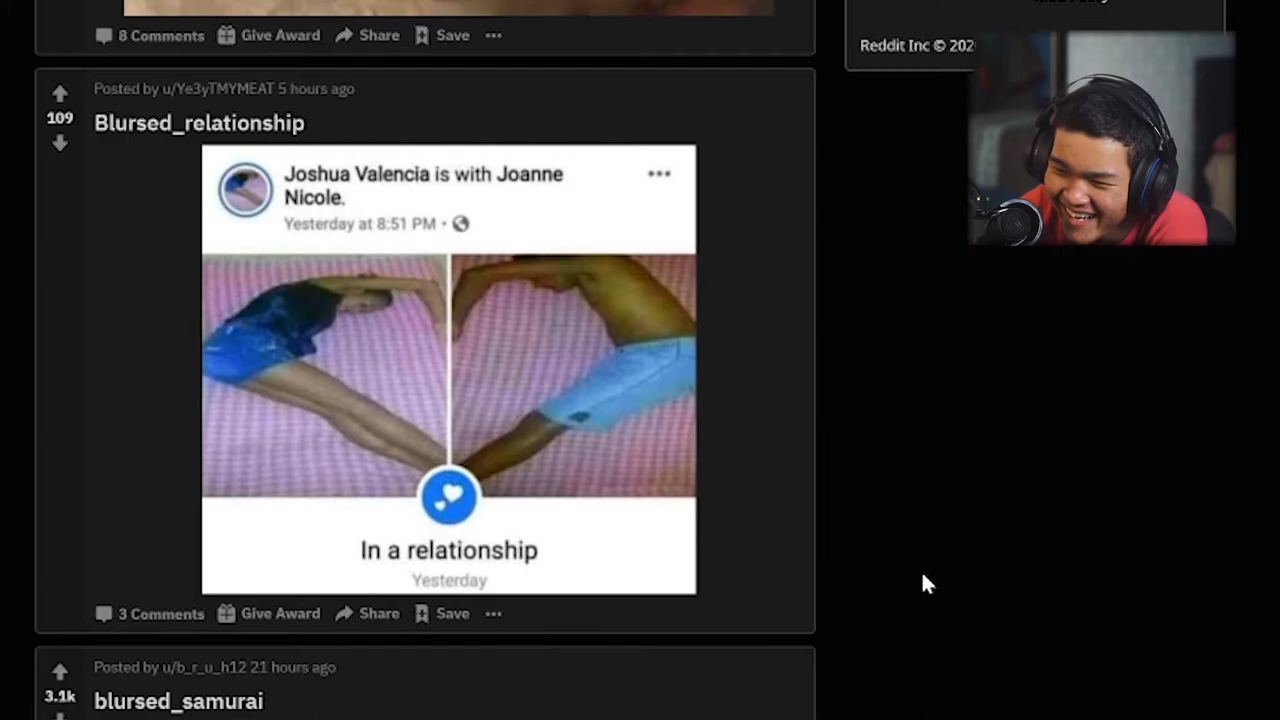 8 Comments Give Award Share Save
Reddit Inc © 202
Posted by u/Ye3yTMYMEAT 5 hours ago
109
Blursed_relationship
Joshua Valencia is with Joanne
Nicole.
Yesterday at 8:51 PM
In a relationship
Yesterday
3 Comments Give Award Share Save
Posted by u/b_r_u_h12 21 hours ago
3.1k
blursed_samurai